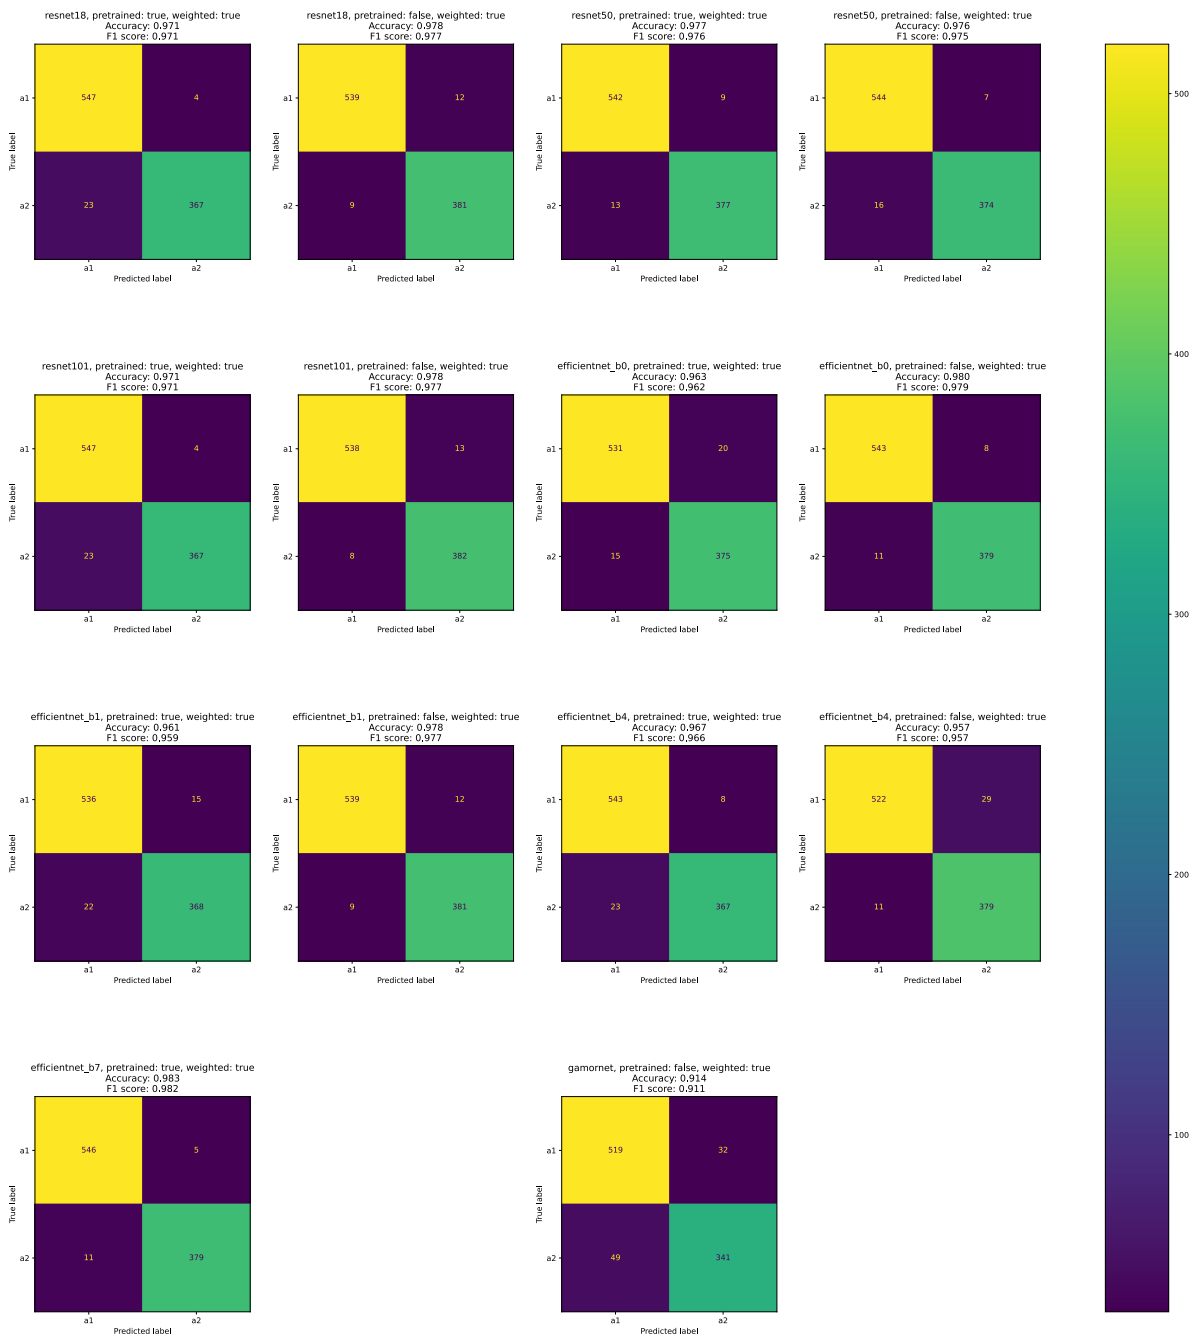 resnet18, pretrained: true, weighted: true
Accuracy: 0.971
F1 score: 0.971
a1
547
4
True label
a2
23
367
a1
a2
Predicted label
resnet18, pretrained: false, weighted: true
Accuracy: 0.978
F1 score: 0.977
a1
539
12
True label
a2
9
381
a1
a2
Predicted label
resnet50, pretrained: true, weighted: true
Accuracy: 0.977
F1 score: 0.976
a1
542
9
True label
a2
13
377
a1
a2
Predicted label
resnet50, pretrained: false, weighted: true
Accuracy: 0.976
F1 score: 0.975
a1
544
7
True label
a2
16
374
a1
a2
Predicted label
resnet101, pretrained: true, weighted: true
Accuracy: 0.971
F1 score: 0.971
a1
547
4
True label
a2
23
367
a1
a2
Predicted label
resnet101, pretrained: false, weighted: true
Accuracy: 0.978
F1 score: 0.977
a1
538
13
True label
a2
8
382
a1
a2
Predicted label
efficientnet_b0, pretrained: true, weighted: true
Accuracy: 0.963
F1 score: 0.962
a1
531
20
True label
a2
15
375
a1
a2
Predicted label
efficientnet_b0, pretrained: false, weighted: true
Accuracy: 0.980
F1 score: 0.979
a1
543
8
True label
a2
11
379
a1
a2
Predicted label
efficientnet_b1, pretrained: true, weighted: true
Accuracy: 0.961
F1 score: 0.959
a1
536
15
True label
a2
22
368
a1
a2
Predicted label
efficientnet_b1, pretrained: false, weighted: true
Accuracy: 0.978
F1 score: 0.977
a1
539
12
True label
a2
9
381
a1
a2
Predicted label
efficientnet_b4, pretrained: true, weighted: true
Accuracy: 0.967
F1 score: 0.966
a1
543
8
True label
a2
23
367
a1
a2
Predicted label
efficientnet_b4, pretrained: false, weighted: true
Accuracy: 0.957
F1 score: 0.957
a1
522
29
True label
a2
11
379
a1
a2
Predicted label
efficientnet_b7, pretrained: true, weighted: true
Accuracy: 0.983
F1 score: 0.982
a1
546
5
True label
a2
11
379
a1
a2
Predicted label
gamornet, pretrained: false, weighted: true
Accuracy: 0.914
F1 score: 0.911
a1
519
32
True label
a2
49
341
a1
a2
Predicted label
500
400
300
200
100